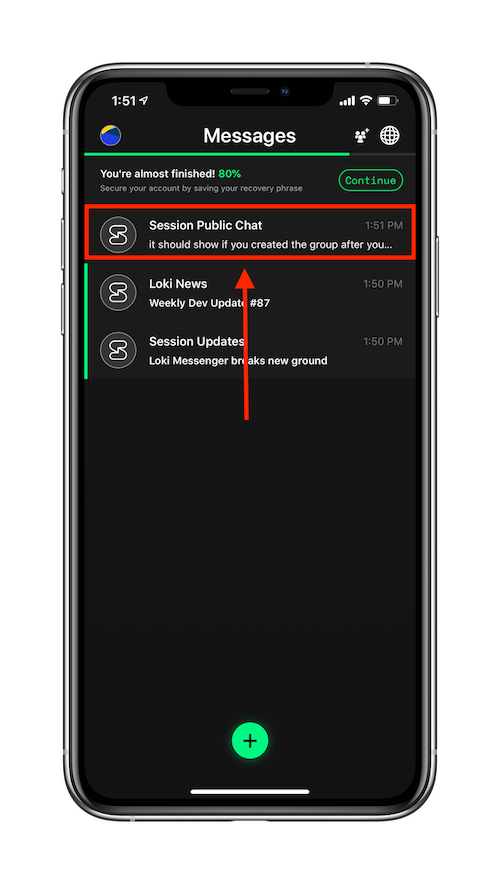 1:51
Messages
You're almost finished! 80%
Secure your account by saving your recovery phrase
Continue
Session Public Chat 1:51 PM
it should show if you created the group after you...
Loki News 1:50 PM
Weekly Dev Update #87
Session Updates 1:50 PM
Loki Messenger breaks new ground